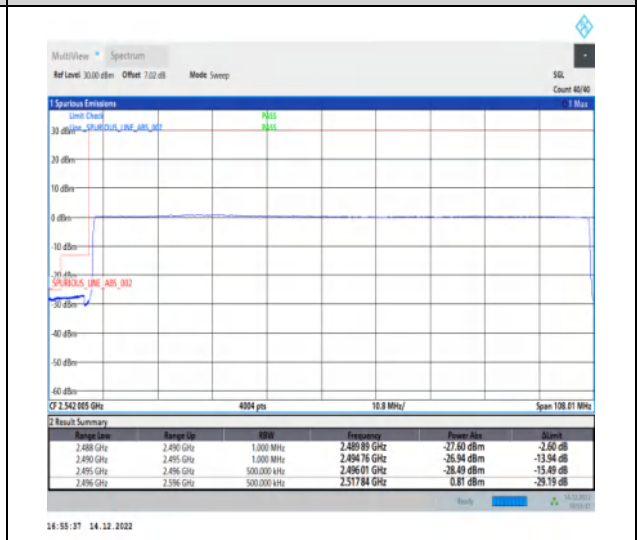 MultiView Spectrum
Ref Level 30.00 dBm Offset 7.02 dB Mode Sweep SGL
Count 40/40
1 Spurious Emissions 1 Max
Limit Check PASS
30 dBm Line _SPURIOUS_LINE_ABS_002 PASS
20 dBm
10 dBm
0 dBm
-10 dBm
-20 dBm
SPURIOUS_LINE_ABS_002
-30 dBm
-40 dBm
-50 dBm
-60 dBm
CF 2.542 005 GHz 4004 pts 10.8 MHz/ Span 108.01 MHz
2 Result Summary
Range Low Range Up RBW Frequency Power Abs ΔLimit
2.488 GHz 2.490 GHz 1.000 MHz 2.489 89 GHz -27.60 dBm -2.60 dB
2.490 GHz 2.495 GHz 1.000 MHz 2.494 76 GHz -26.94 dBm -13.94 dB
2.495 GHz 2.496 GHz 500.000 kHz 2.496 01 GHz -28.49 dBm -15.49 dB
2.496 GHz 2.596 GHz 500.000 kHz 2.517 84 GHz 0.81 dBm -29.19 dB
Ready 14.12.2022
16:55:37
16:55:37 14.12.2022